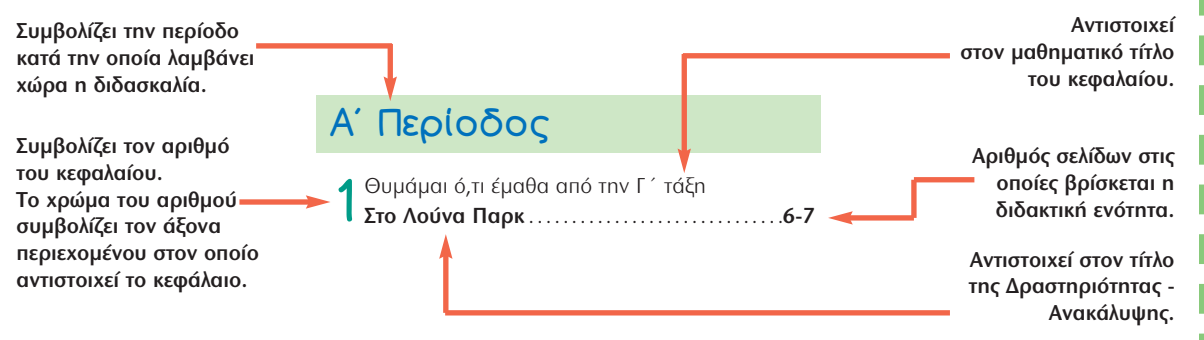 Συμβολίζει την περίοδο
κατά την οποία λαμβάνει
χώρα η διδασκαλία.
Αντιστοιχεί
στον μαθηματικό τίτλο
του κεφαλαίου.
Α΄ Περίοδος
Συμβολίζει τον αριθμό
του κεφαλαίου.
Το χρώμα του αριθμού
συμβολίζει τον άξονα
περιεχομένου στον οποίο
αντιστοιχεί το κεφάλαιο.
1 Θυμάμαι ό,τι έμαθα από την Γ΄ τάξη
Στο Λούνα Παρκ.............................6-7
Αριθμός σελίδων στις
οποίες βρίσκεται η
διδακτική ενότητα.
Αντιστοιχεί στον τίτλο
της Δραστηριότητας -
Ανακάλυψης.